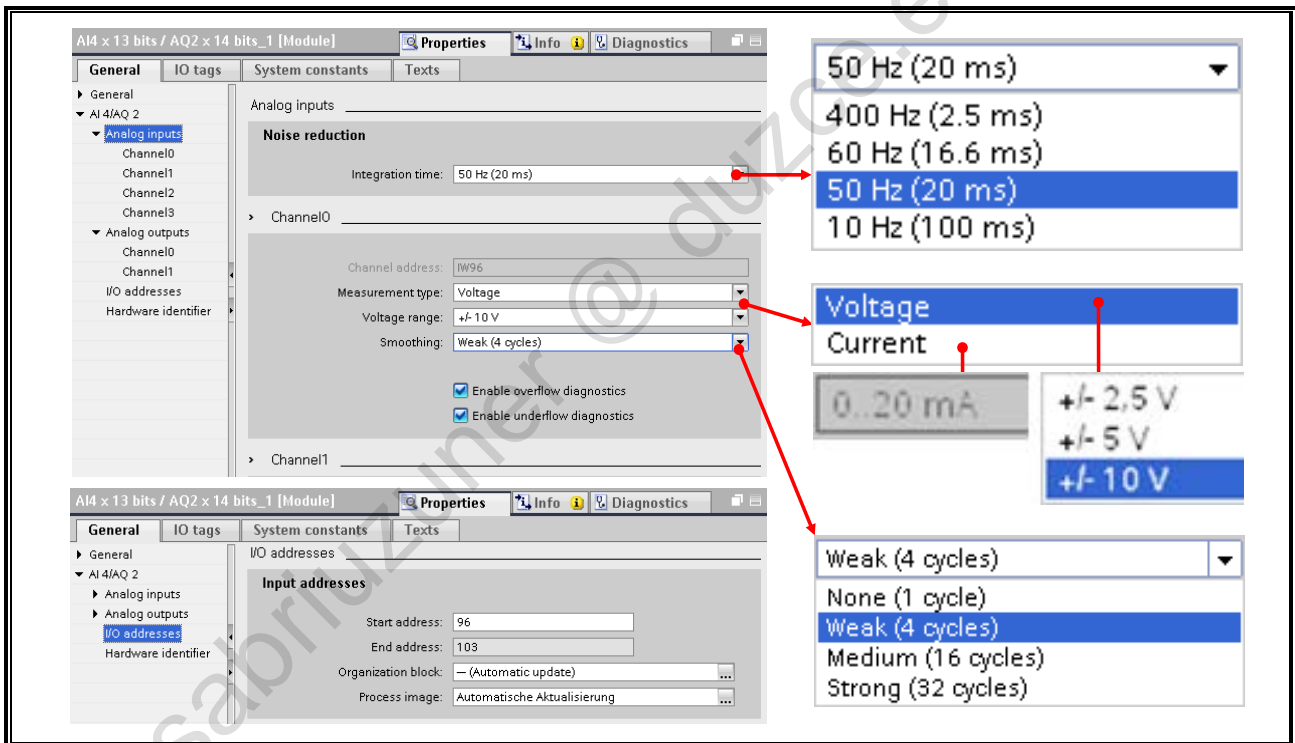 AI4 x 13 bits / AQ2 x 14 bits_1 [Module]
Properties
Info
Diagnostics
General
IO tags
System constants
Texts
General
AI 4/AQ 2
Analog inputs
Channel0
Channel1
Channel2
Channel3
Analog outputs
Channel0
Channel1
I/O addresses
Hardware identifier
Analog inputs
Noise reduction
Integration time: 50 Hz (20 ms)
Channel0
Channel address: IW96
Measurement type: Voltage
Voltage range: +/- 10 V
Smoothing: Weak (4 cycles)
Enable overflow diagnostics
Enable underflow diagnostics
Channel1
50 Hz (20 ms)
400 Hz (2.5 ms)
60 Hz (16.6 ms)
50 Hz (20 ms)
10 Hz (100 ms)
Voltage
Current
0..20 mA
+/- 2,5 V
+/- 5 V
+/- 10 V
Weak (4 cycles)
None (1 cycle)
Weak (4 cycles)
Medium (16 cycles)
Strong (32 cycles)
AI4 x 13 bits / AQ2 x 14 bits_1 [Module]
Properties
Info
Diagnostics
General
IO tags
System constants
Texts
General
AI 4/AQ 2
Analog inputs
Analog outputs
I/O addresses
Hardware identifier
I/O addresses
Input addresses
Start address: 96
End address: 103
Organization block: — (Automatic update)
Process image: Automatische Aktualisierung
sabriuzuner @ duzce.e